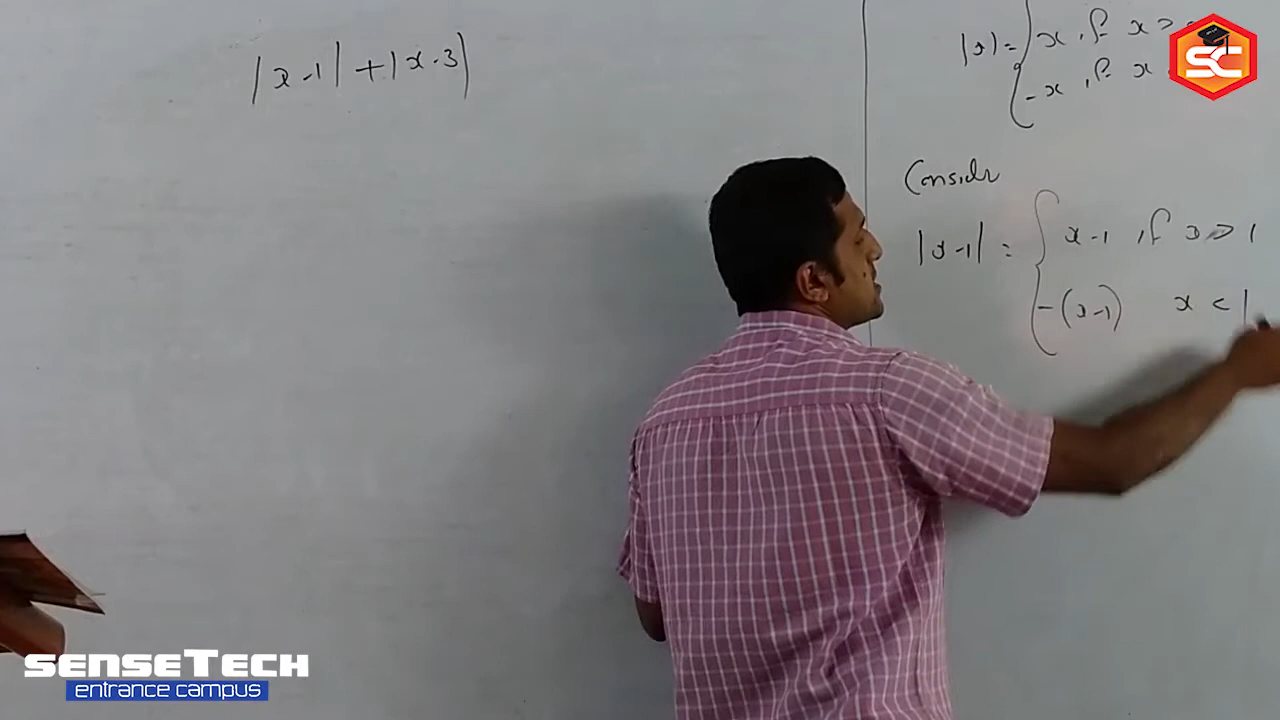 |x-1| + |x-3|
|x| = { x , if x >
-x , if x
SC
Consider
|x-1| = { x-1 , if x > 1
-(x-1) x < 1
SENSETECH
entrance campus